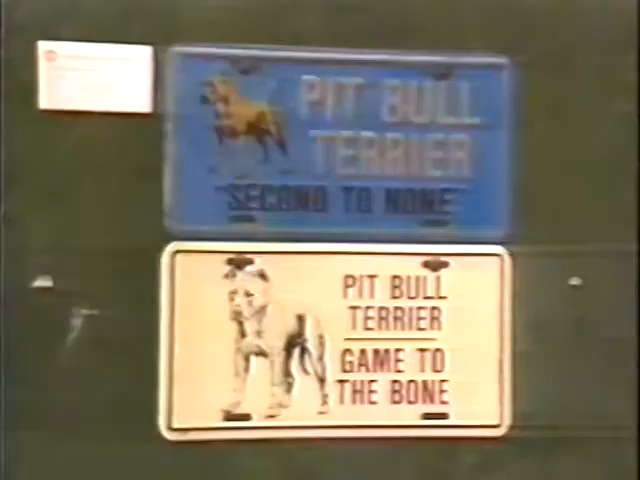 PIT BULL
TERRIER
"SECOND TO NONE"
PIT BULL
TERRIER
GAME TO
THE BONE